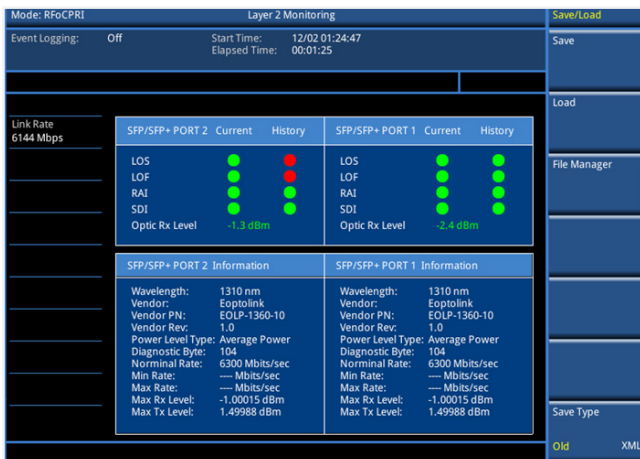 Mode: RFoCPRI Layer 2 Monitoring Save/Load
Event Logging: Off Start Time: 12/02 01:24:47
Elapsed Time: 00:01:25
Save
Load
File Manager
Save Type
Old XML
Link Rate
6144 Mbps
SFP/SFP+ PORT 2 Current History
LOS
LOF
RAI
SDI
Optic Rx Level -1.3 dBm
SFP/SFP+ PORT 1 Current History
LOS
LOF
RAI
SDI
Optic Rx Level -2.4 dBm
SFP/SFP+ PORT 2 Information
Wavelength: 1310 nm
Vendor: Eoptolink
Vendor PN: EOLP-1360-10
Vendor Rev: 1.0
Power Level Type: Average Power
Diagnostic Byte: 104
Norminal Rate: 6300 Mbits/sec
Min Rate: ---- Mbits/sec
Max Rate: ---- Mbits/sec
Max Rx Level: -1.00015 dBm
Max Tx Level: 1.49988 dBm
SFP/SFP+ PORT 1 Information
Wavelength: 1310 nm
Vendor: Eoptolink
Vendor PN: EOLP-1360-10
Vendor Rev: 1.0
Power Level Type: Average Power
Diagnostic Byte: 104
Norminal Rate: 6300 Mbits/sec
Min Rate: ---- Mbits/sec
Max Rate: ---- Mbits/sec
Max Rx Level: -1.00015 dBm
Max Tx Level: 1.49988 dBm